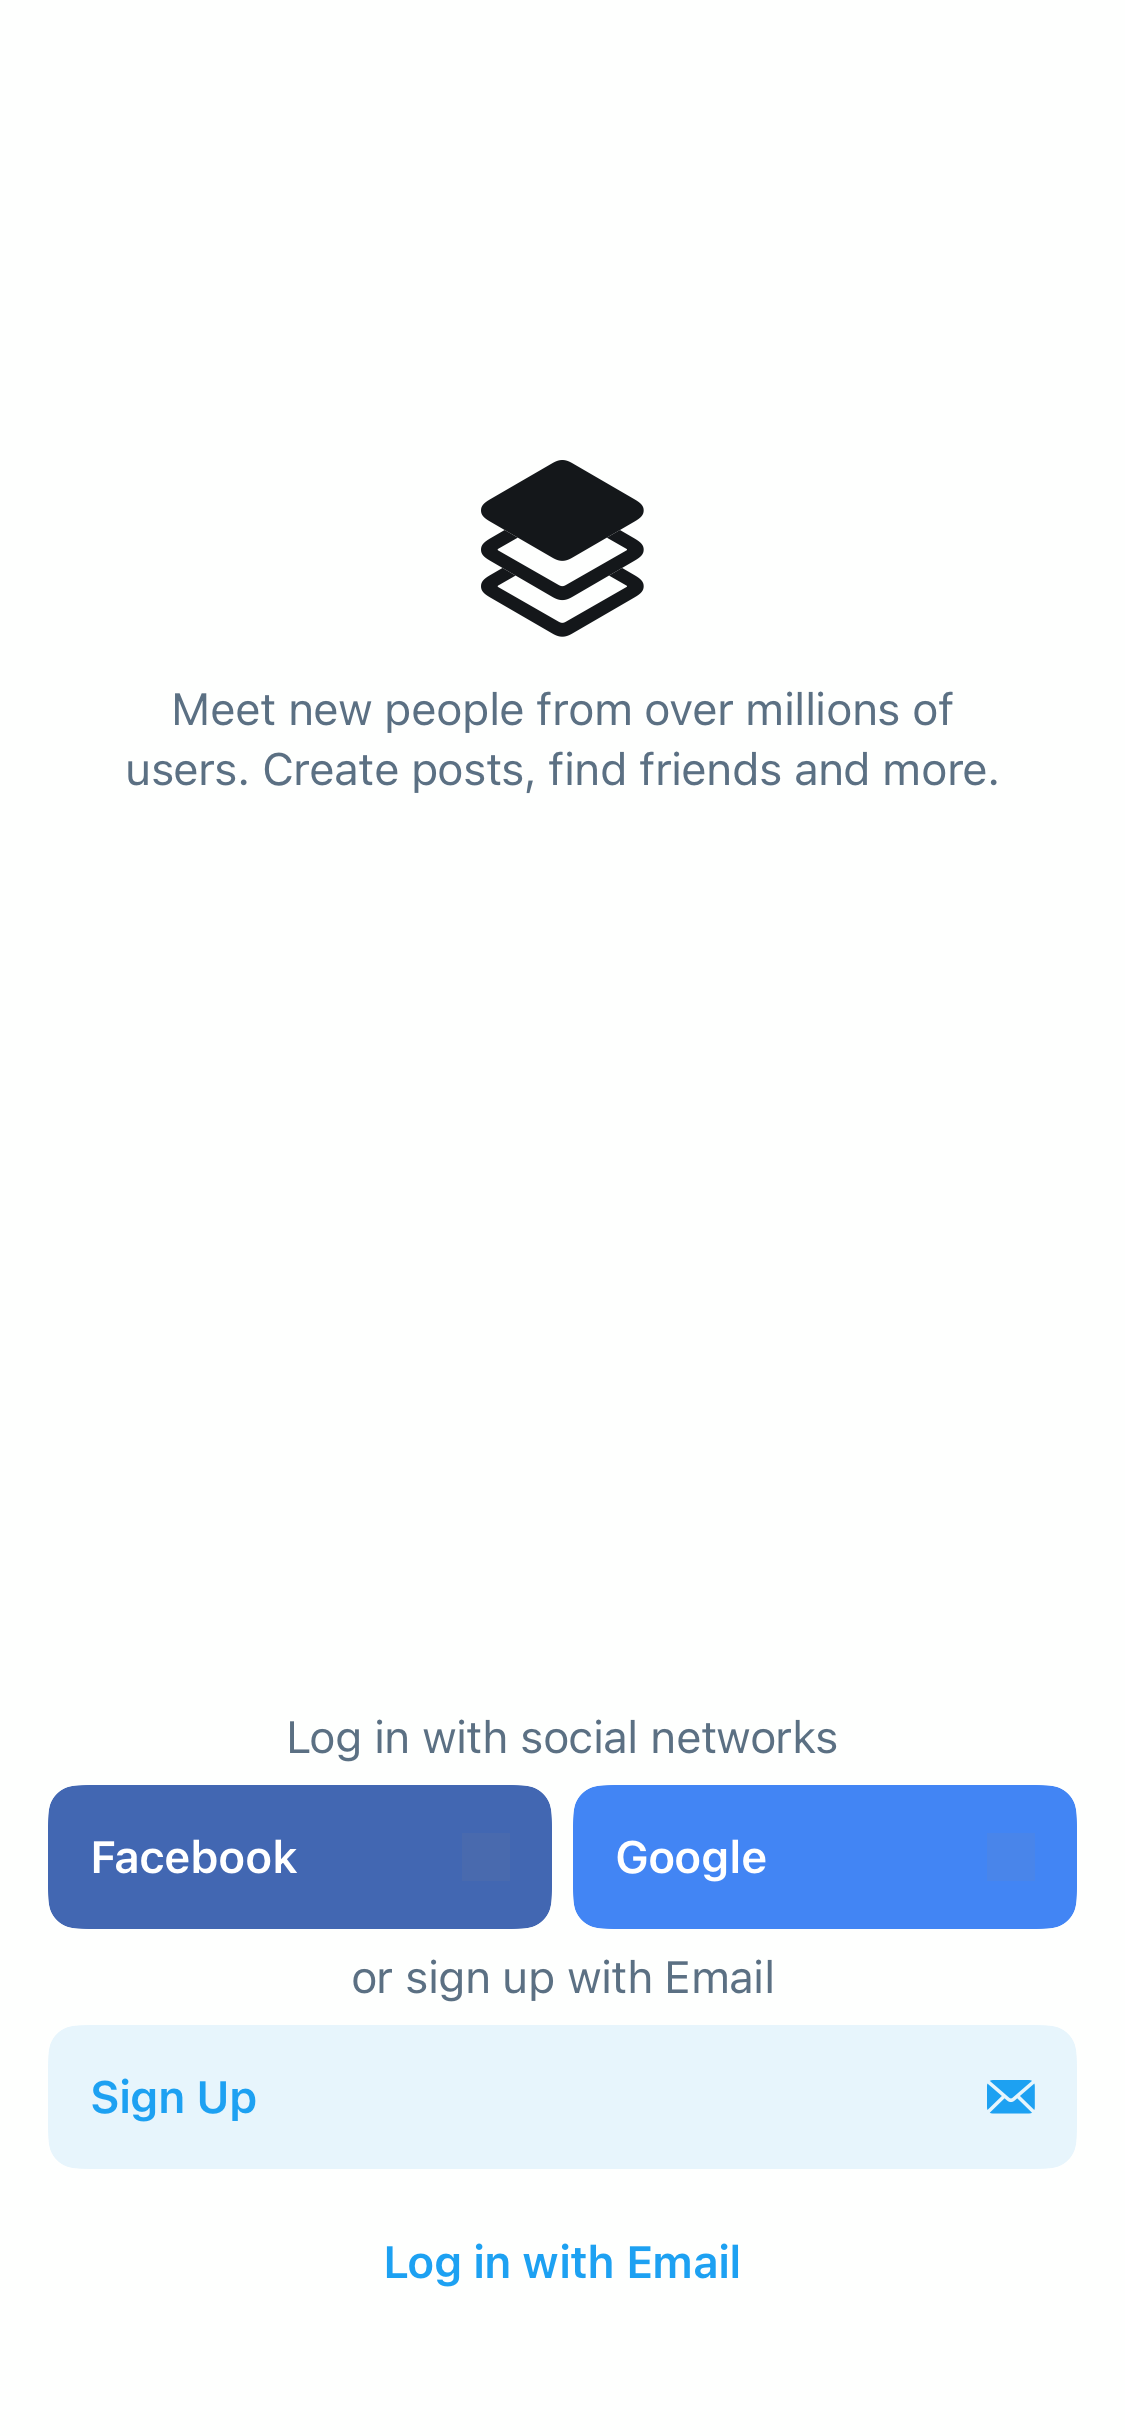 Meet new people from over millions of
users. Create posts, find friends and more.
Log in with social networks
Facebook
Google
or sign up with Email
Sign Up
Log in with Email